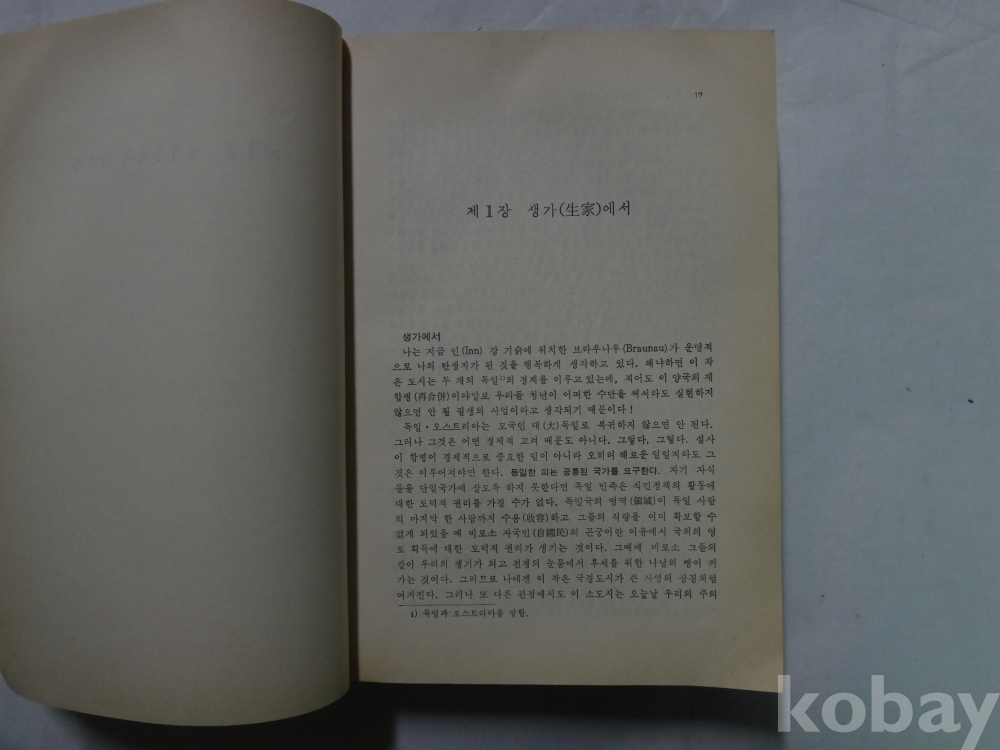 19
제 1 장 생가(生家)에서
생가에서
나는 지금 인(Inn) 강 기슭에 위치한 브라우나우(Braunau)가 운명적
으로 나의 탄생지가 된 것을 행복하게 생각하고 있다. 왜냐하면 이 작
은 도시는 두 개의 독일¹⁾의 경계를 이루고 있는데, 적어도 이 양국의 재
합병(再合併)이야말로 우리들 청년이 어떠한 수단을 써서라도 실현하지
않으면 안 될 필생의 사업이라고 생각되기 때문이다!
독일·오스트리아는 모국인 대(大)독일로 복귀하지 않으면 안 된다.
그러나 그것은 어떤 경제적 고려 때문도 아니다. 그렇다, 그렇다. 설사
이 합병이 경제적으로 중요한 일이 아니라 오히려 해로운 일일지라도 그
것은 이루어져야만 한다. 동일한 피는 공통된 국가를 요구한다. 자기 자식
들을 단일국가에 살도록 하지 못한다면 독일 민족은 식민정책의 활동에
대한 도덕적 권리를 가질 수가 없다. 독일국의 영역(領域)이 독일 사람
의 마지막 한 사람까지 수용(收容)하고 그들의 식량을 이미 확보할 수
없게 되었을 때 비로소 자국민(自國民)의 곤궁이란 이유에서 국외의 영
토 획득에 대한 도덕적 권리가 생기는 것이다. 그때에 비로소 그들의
칼이 우리의 쟁기가 되고 전쟁의 눈물에서 후세를 위한 나날의 빵이 커
가는 것이다. 그러므로 나에겐 이 작은 국경도시가 큰 사명의 상징처럼
여겨진다. 그러나 또 다른 관점에서도 이 소도시는 오늘날 우리의 주의
1) 독일과 오스트리아를 말함.
kobay